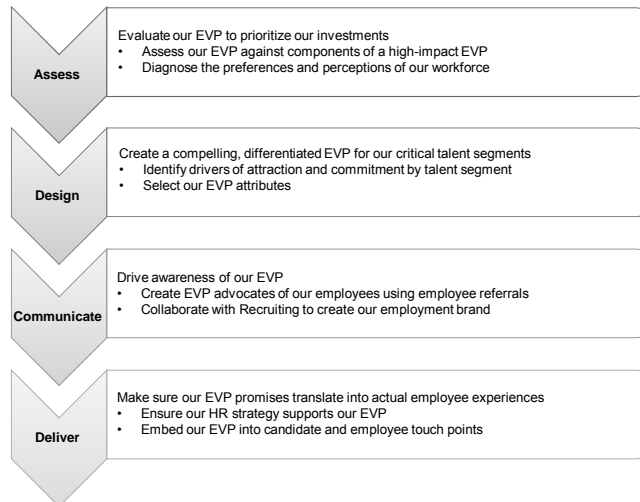 Assess
Evaluate our EVP to prioritize our investments
• Assess our EVP against components of a high-impact EVP
• Diagnose the preferences and perceptions of our workforce
Design
Create a compelling, differentiated EVP for our critical talent segments
• Identify drivers of attraction and commitment by talent segment
• Select our EVP attributes
Communicate
Drive awareness of our EVP
• Create EVP advocates of our employees using employee referrals
• Collaborate with Recruiting to create our employment brand
Deliver
Make sure our EVP promises translate into actual employee experiences
• Ensure our HR strategy supports our EVP
• Embed our EVP into candidate and employee touch points